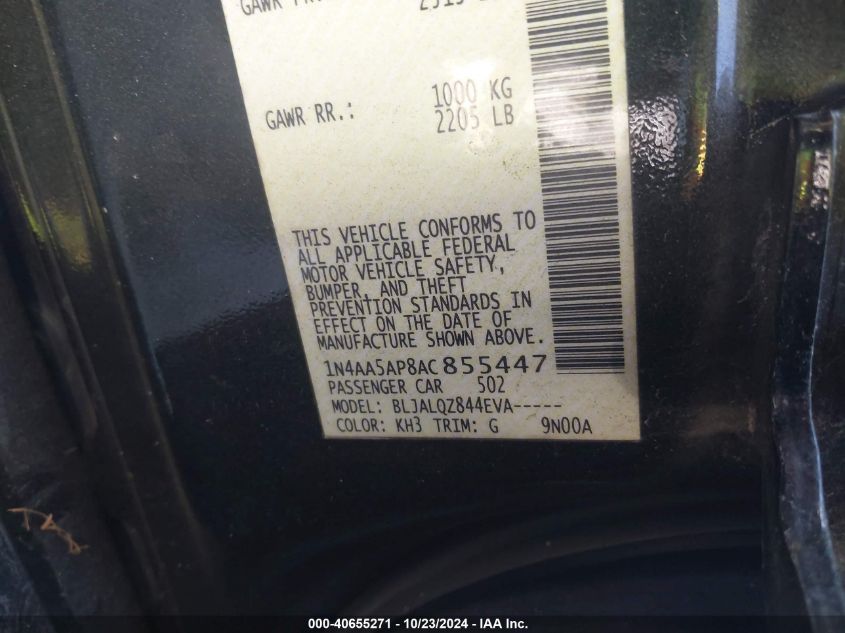 GAWR
GAWR RR.: 1000 KG
2205 LB
THIS VEHICLE CONFORMS TO
ALL APPLICABLE FEDERAL
MOTOR VEHICLE SAFETY,
BUMPER, AND THEFT
PREVENTION STANDARDS IN
EFFECT ON THE DATE OF
MANUFACTURE SHOWN ABOVE.
1N4AA5AP8AC855447
PASSENGER CAR 502
MODEL: BLJALQZ844EVA-----
COLOR: KH3 TRIM: G 9N00A
000-40655271 - 10/23/2024 - IAA Inc.